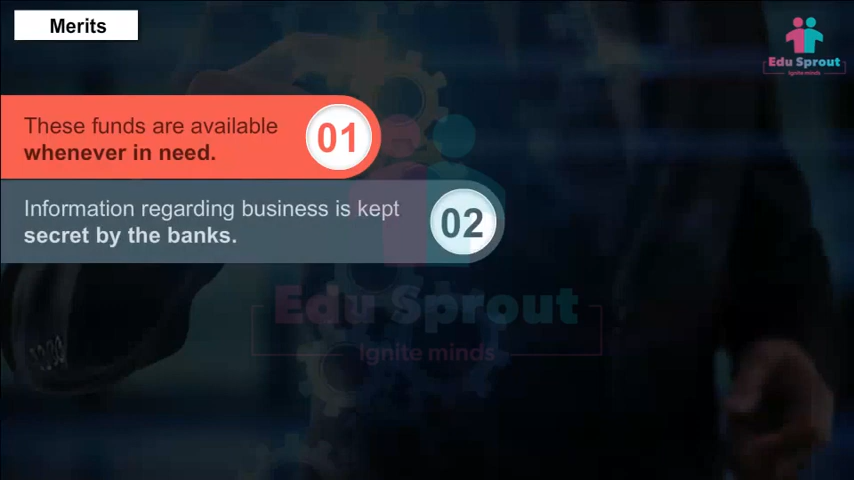 Merits
Edu Sprout
Ignite minds
These funds are available
whenever in need.
01
Information regarding business is kept
secret by the banks.
02
Edu Sprout
Ignite minds